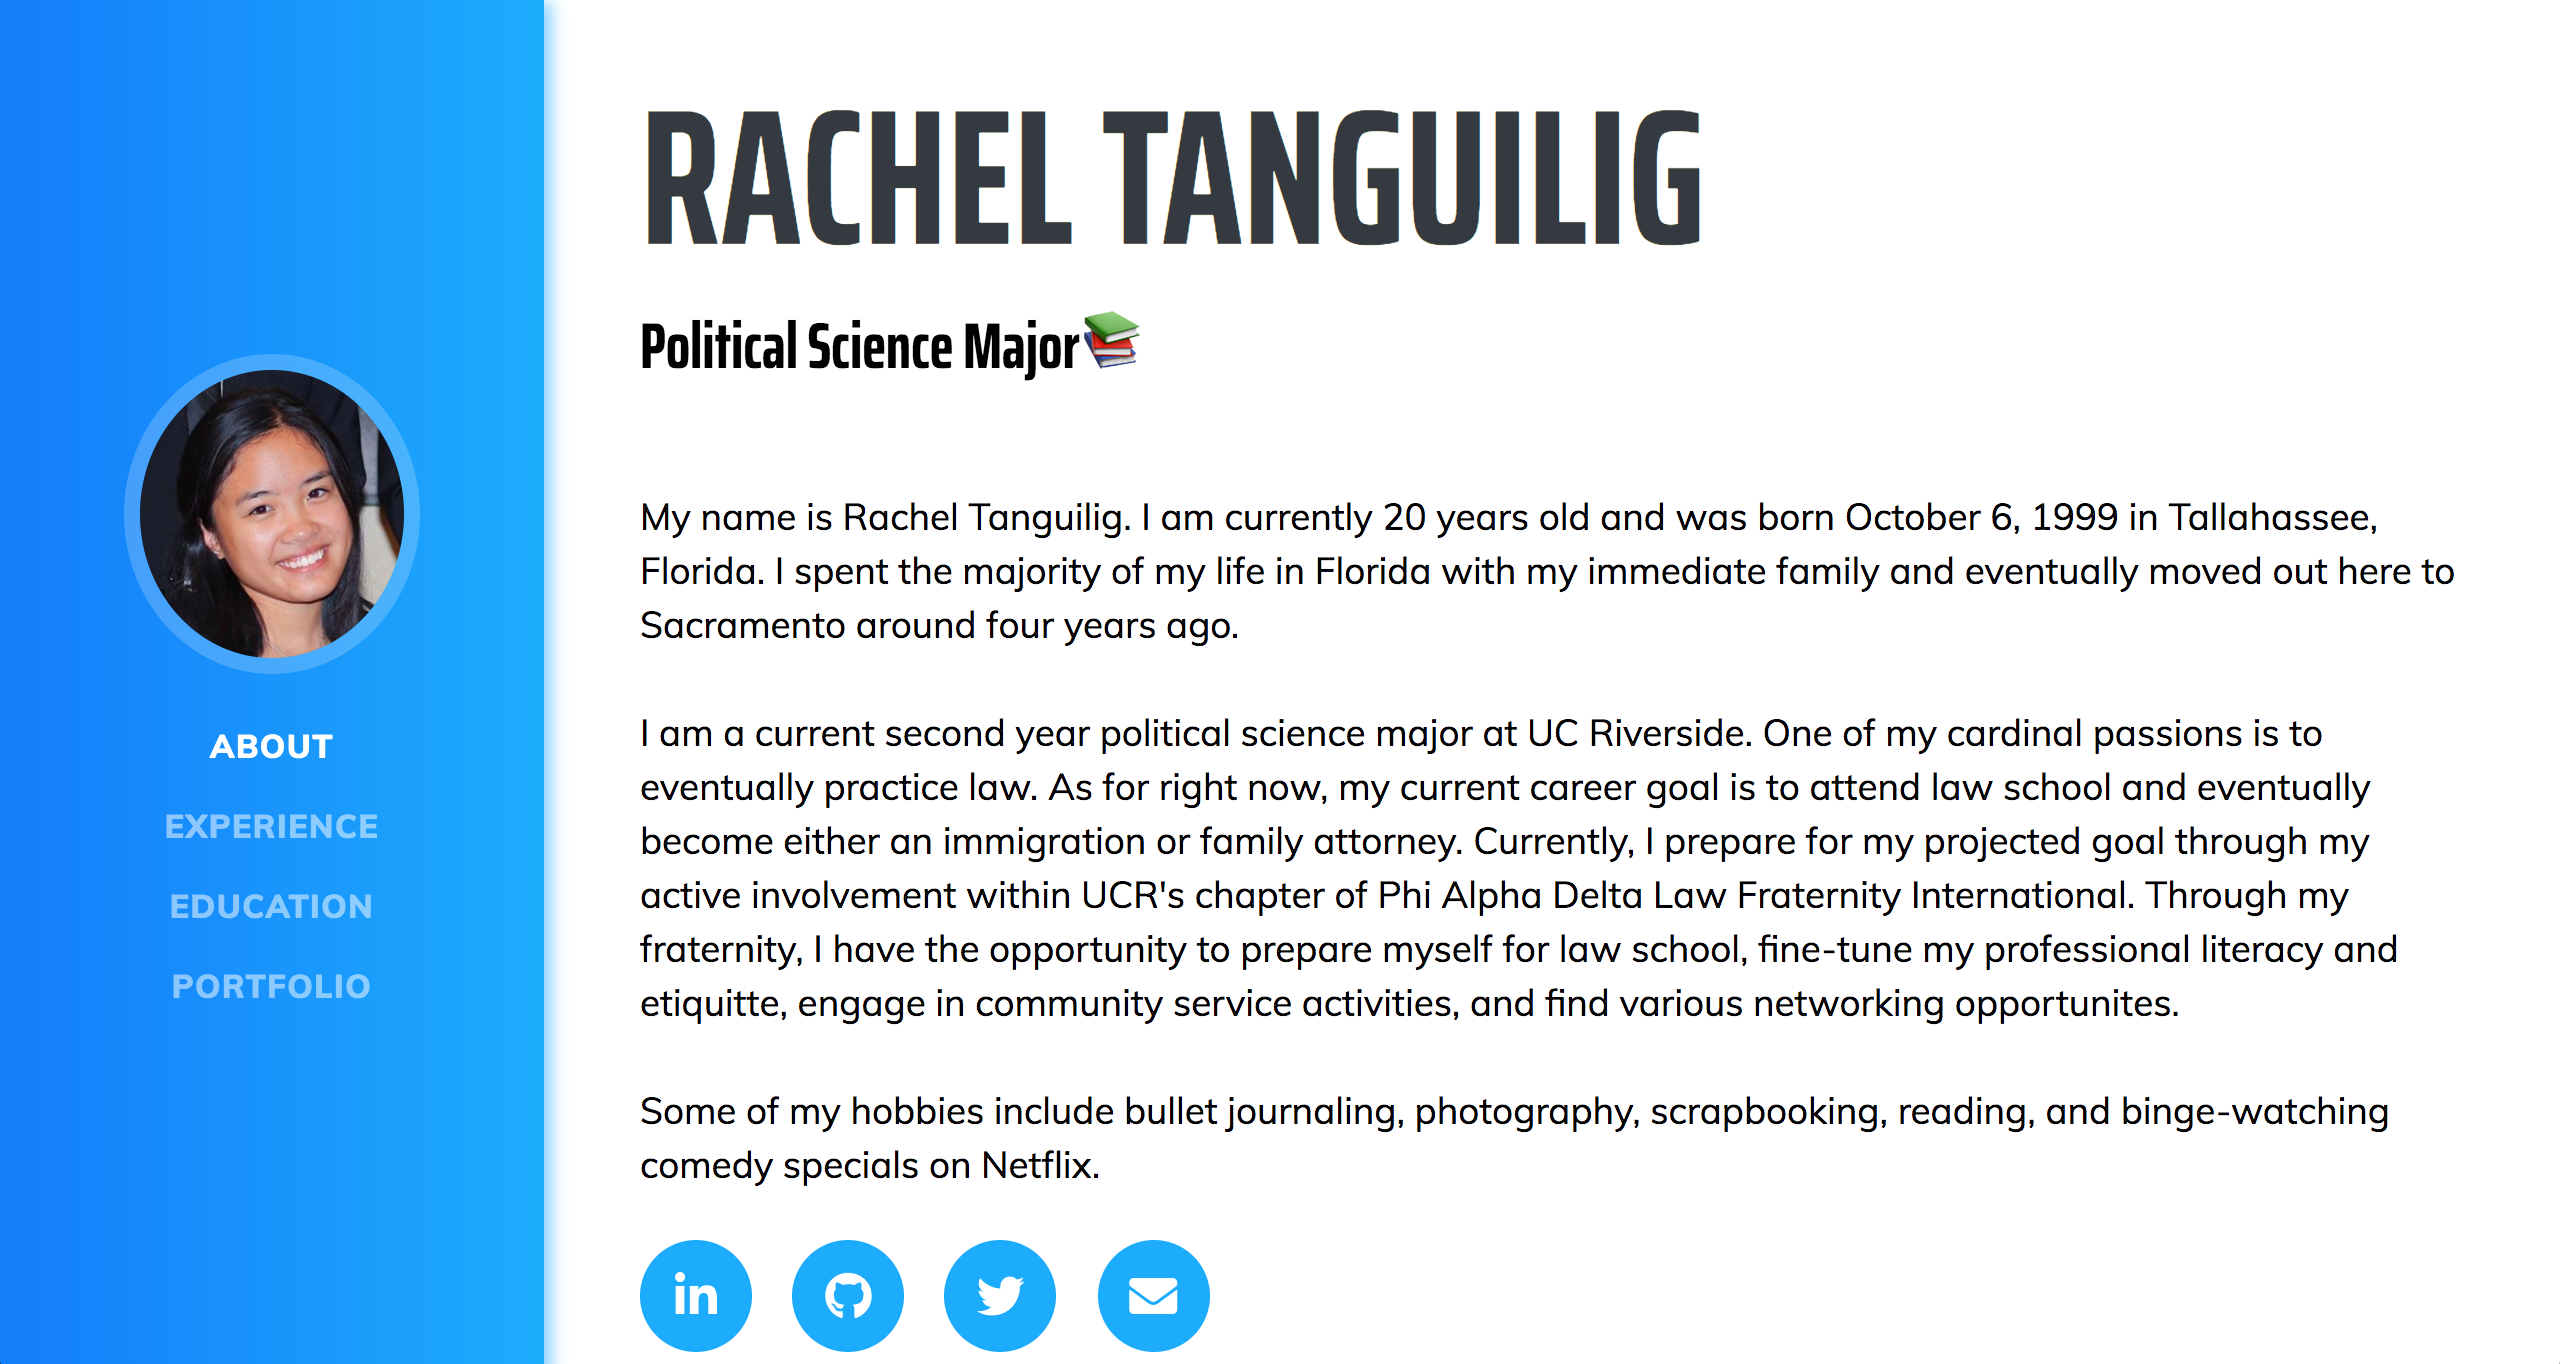 RACHEL TANGUILIG
Political Science Major📚
ABOUT
EXPERIENCE
EDUCATION
PORTFOLIO
My name is Rachel Tanguilig. I am currently 20 years old and was born October 6, 1999 in Tallahassee,
Florida. I spent the majority of my life in Florida with my immediate family and eventually moved out here to
Sacramento around four years ago.
I am a current second year political science major at UC Riverside. One of my cardinal passions is to
eventually practice law. As for right now, my current career goal is to attend law school and eventually
become either an immigration or family attorney. Currently, I prepare for my projected goal through my
active involvement within UCR's chapter of Phi Alpha Delta Law Fraternity International. Through my
fraternity, I have the opportunity to prepare myself for law school, fine-tune my professional literacy and
etiquitte, engage in community service activities, and find various networking opportunites.
Some of my hobbies include bullet journaling, photography, scrapbooking, reading, and binge-watching
comedy specials on Netflix.
in